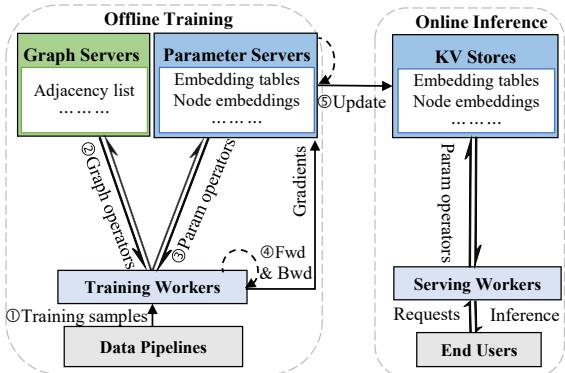 Offline Training
Graph Servers
Adjacency list
………
Parameter Servers
Embedding tables
Node embeddings
………
②Graph operators
③Param operators
Gradients
④Fwd
& Bwd
⑤Update
Training Workers
①Training samples
Data Pipelines
Online Inference
KV Stores
Embedding tables
Node embeddings
………
Param operators
Serving Workers
Requests
Inference
End Users